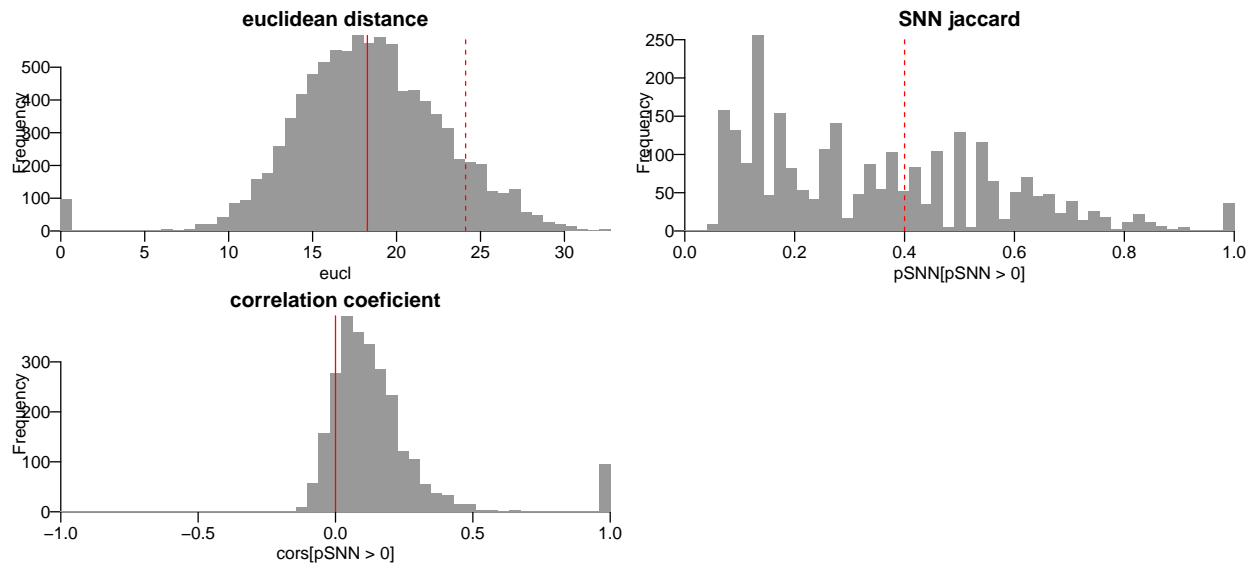 euclidean distance
Frequency
0
100
200
300
400
500
0 5 10 15 20 25 30
eucl
SNN jaccard
Frequency
0
50
100
150
200
250
0.0 0.2 0.4 0.6 0.8 1.0
pSNN[pSNN > 0]
correlation coeficient
Frequency
0
100
200
300
−1.0 −0.5 0.0 0.5 1.0
cors[pSNN > 0]